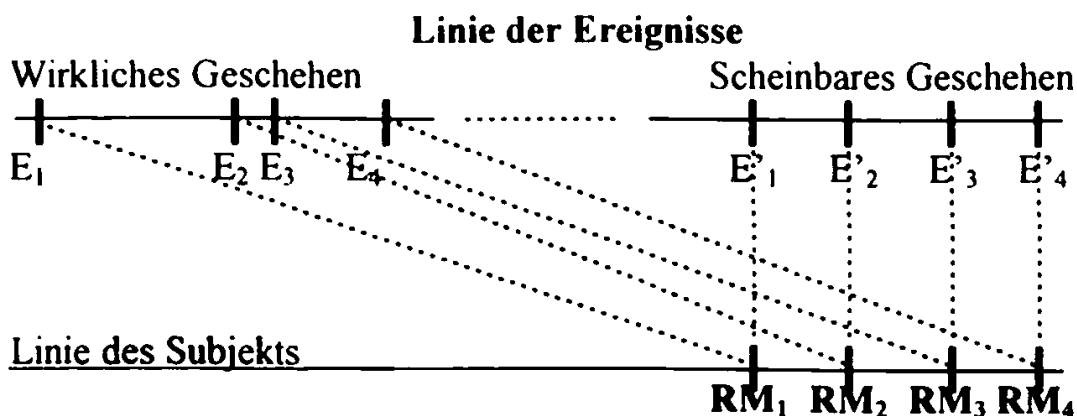 Linie der Ereignisse
Wirkliches Geschehen Scheinbares Geschehen
E₁ E₂ E₃ E₄ E'₁ E'₂ E'₃ E'₄
Linie des Subjekts
RM₁ RM₂ RM₃ RM₄